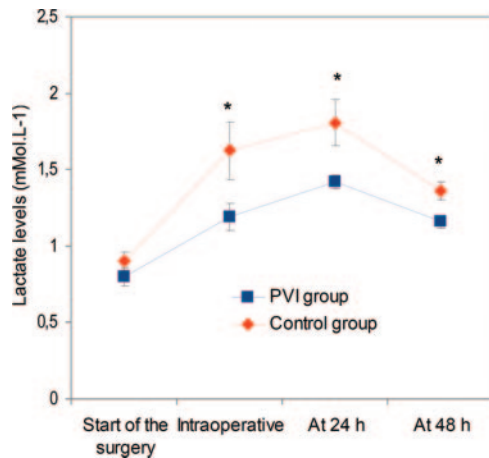 Lactate levels (mMol.L-1)
2,5
2
1,5
1
0,5
0
*
*
*
PVI group
Control group
Start of the
surgery
Intraoperative
At 24 h
At 48 h